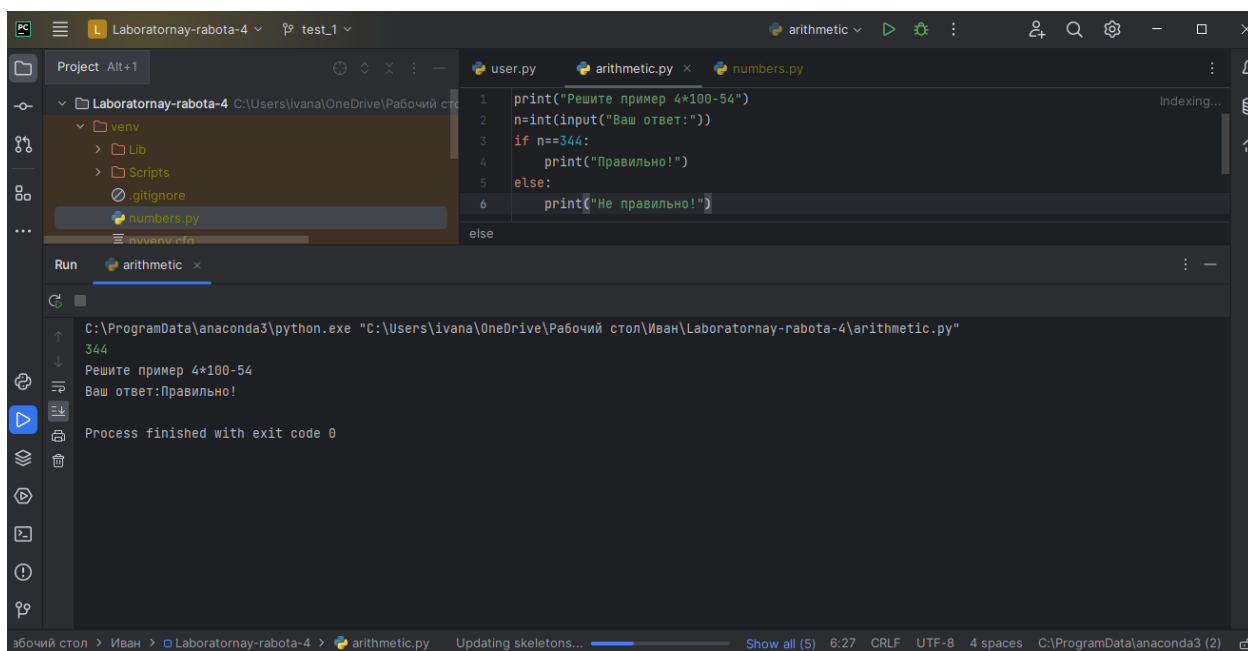 PC
L Laboratornay-rabota-4 test_1 arithmetic
Project Alt+1
user.py arithmetic.py numbers.py
Laboratornay-rabota-4 C:\Users\ivana\OneDrive\Рабочий сто
venv
Lib
Scripts
.gitignore
numbers.py
pyvenv.cfg
Indexing...
1 print("Решите пример 4*100-54")
2 n=int(input("Ваш ответ:"))
3 if n==344:
4 print("Правильно!")
5 else:
6 print("Не правильно!")
else
Run arithmetic
C:\ProgramData\anaconda3\python.exe "C:\Users\ivana\OneDrive\Рабочий стол\Иван\Laboratornay-rabota-4\arithmetic.py"
344
Решите пример 4*100-54
Ваш ответ:Правильно!
Process finished with exit code 0
абочий стол > Иван > Laboratornay-rabota-4 > arithmetic.py Updating skeletons... Show all (5) 6:27 CRLF UTF-8 4 spaces C:\ProgramData\anaconda3 (2)